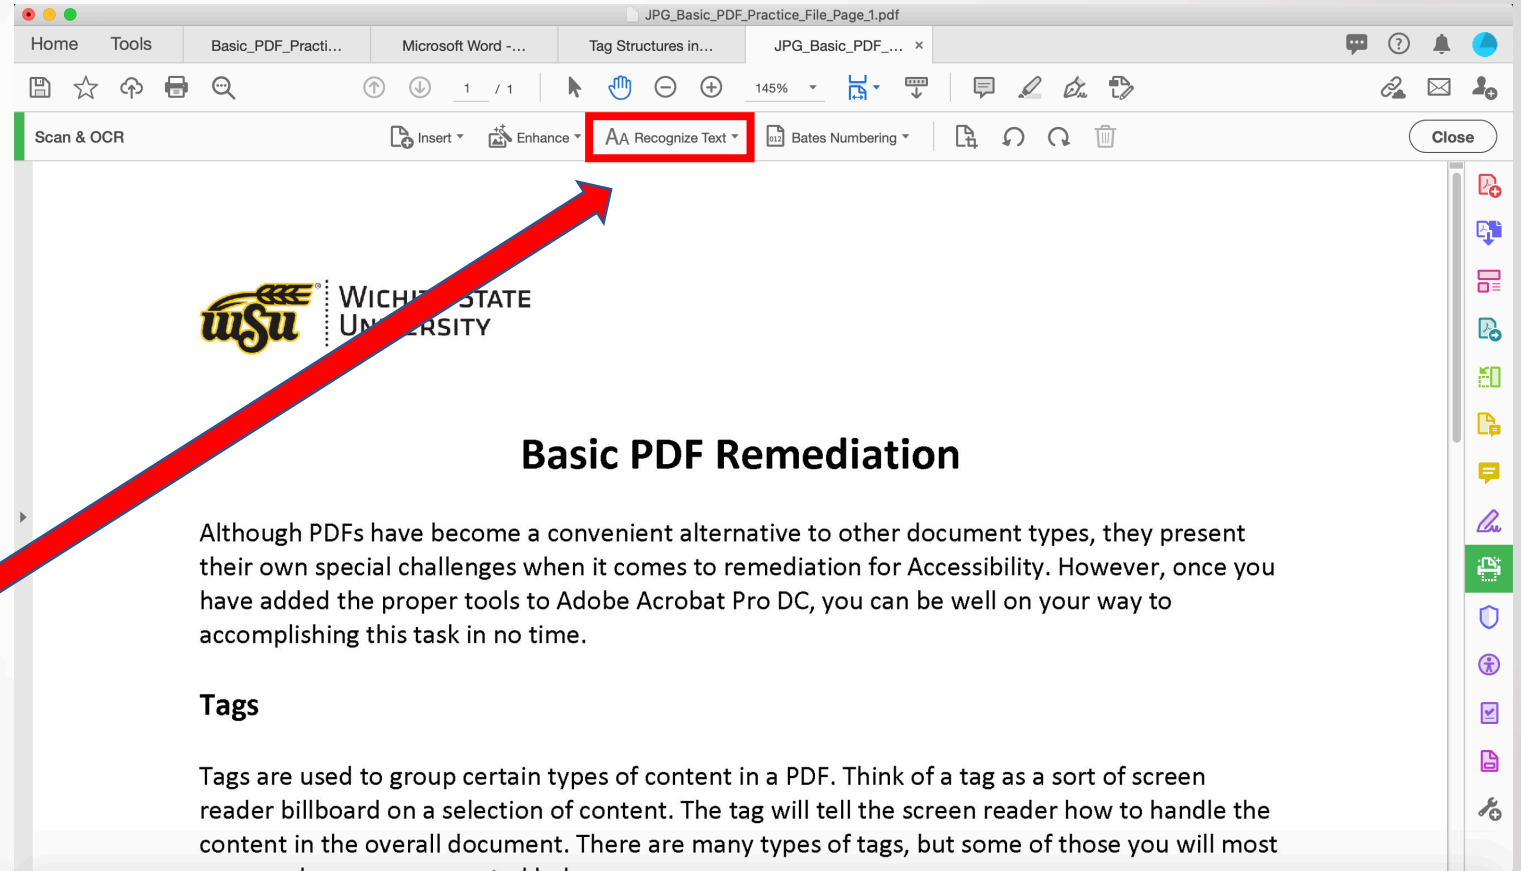 JPG_Basic_PDF_Practice_File_Page_1.pdf
Home Tools Basic_PDF_Practi... Microsoft Word -... Tag Structures in... JPG_Basic_PDF_... ×
1 / 1 145%
Scan & OCR Insert Enhance AA Recognize Text 012 Bates Numbering Close
WSU® WICHITA STATE
UNIVERSITY
Basic PDF Remediation
Although PDFs have become a convenient alternative to other document types, they present
their own special challenges when it comes to remediation for Accessibility. However, once you
have added the proper tools to Adobe Acrobat Pro DC, you can be well on your way to
accomplishing this task in no time.
Tags
Tags are used to group certain types of content in a PDF. Think of a tag as a sort of screen
reader billboard on a selection of content. The tag will tell the screen reader how to handle the
content in the overall document. There are many types of tags, but some of those you will most